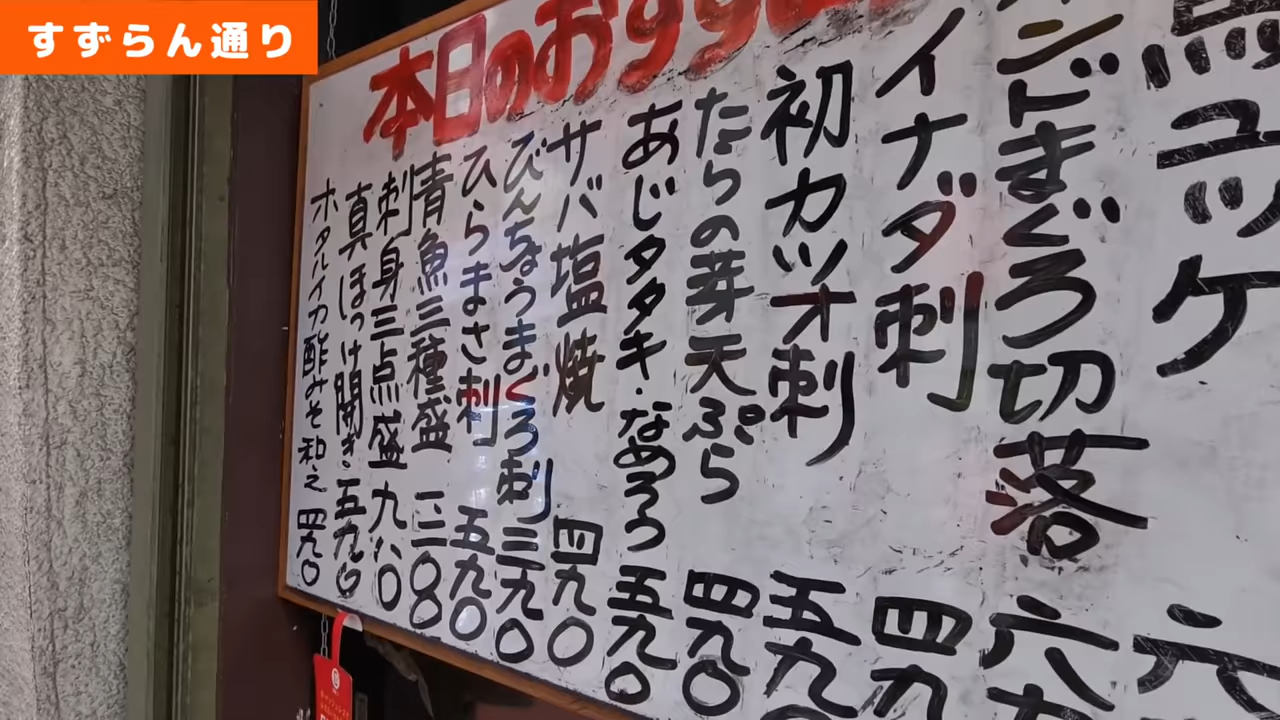 すずらん通り
本日のおすすめ
ユッケ
まぐろ切落 六九
イナダ刺 四九
初カツオ刺 五九〇
たらの芽天ぷら 四九〇
あじタタキ・なめろう 五九〇
サバ塩焼 四九〇
びんちょうまぐろ刺 三九〇
ひらまさ刺 五九〇
青魚三種盛
刺身三点盛 九八〇
真ほっけ開き 五九〇
ホタルイカ酢みそ和え 四九〇